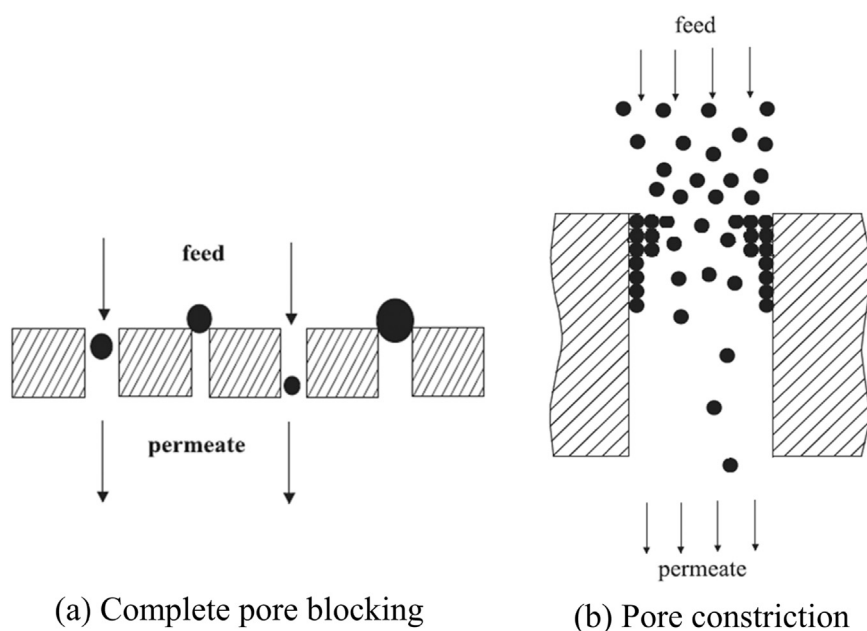 feed
permeate
(a) Complete pore blocking
feed
permeate
(b) Pore constriction